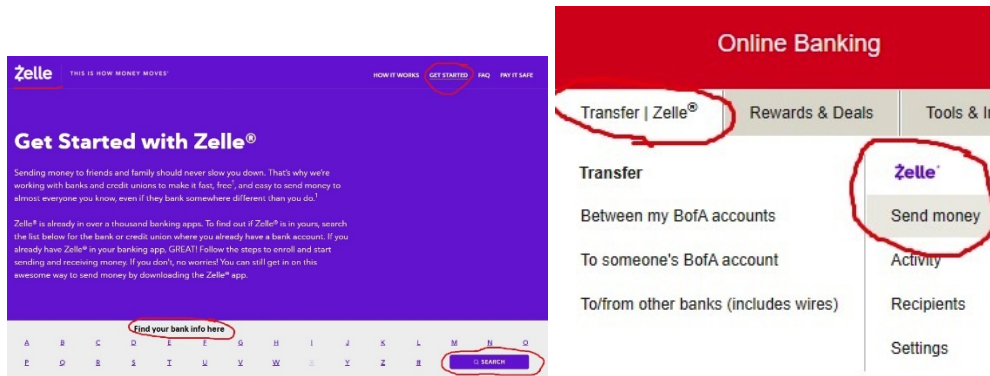 Zelle THIS IS HOW MONEY MOVES® HOW IT WORKS GET STARTED FAQ PAY IT SAFE
Get Started with Zelle®
Sending money to friends and family should never slow you down. That's why we're
working with banks and credit unions to make it fast, free¹, and easy to send money to
almost everyone you know, even if they bank somewhere different than you do.¹
Zelle® is already in over a thousand banking apps. To find out if Zelle® is in yours, search
the list below for the bank or credit union where you already have a bank account. If you
already have Zelle® in your banking app, GREAT! Follow the steps to enroll and start
sending and receiving money. If you don't, no worries! You can still get in on this
awesome way to send money by downloading the Zelle® app.
Find your bank info here
A B C D E F G H I J K L M N O
P Q R S T U V W X Y Z # SEARCH
Online Banking
Transfer | Zelle® Rewards & Deals Tools & I
Transfer Zelle
Between my BofA accounts Send money
To someone's BofA account Activity
To/from other banks (includes wires) Recipients
Settings